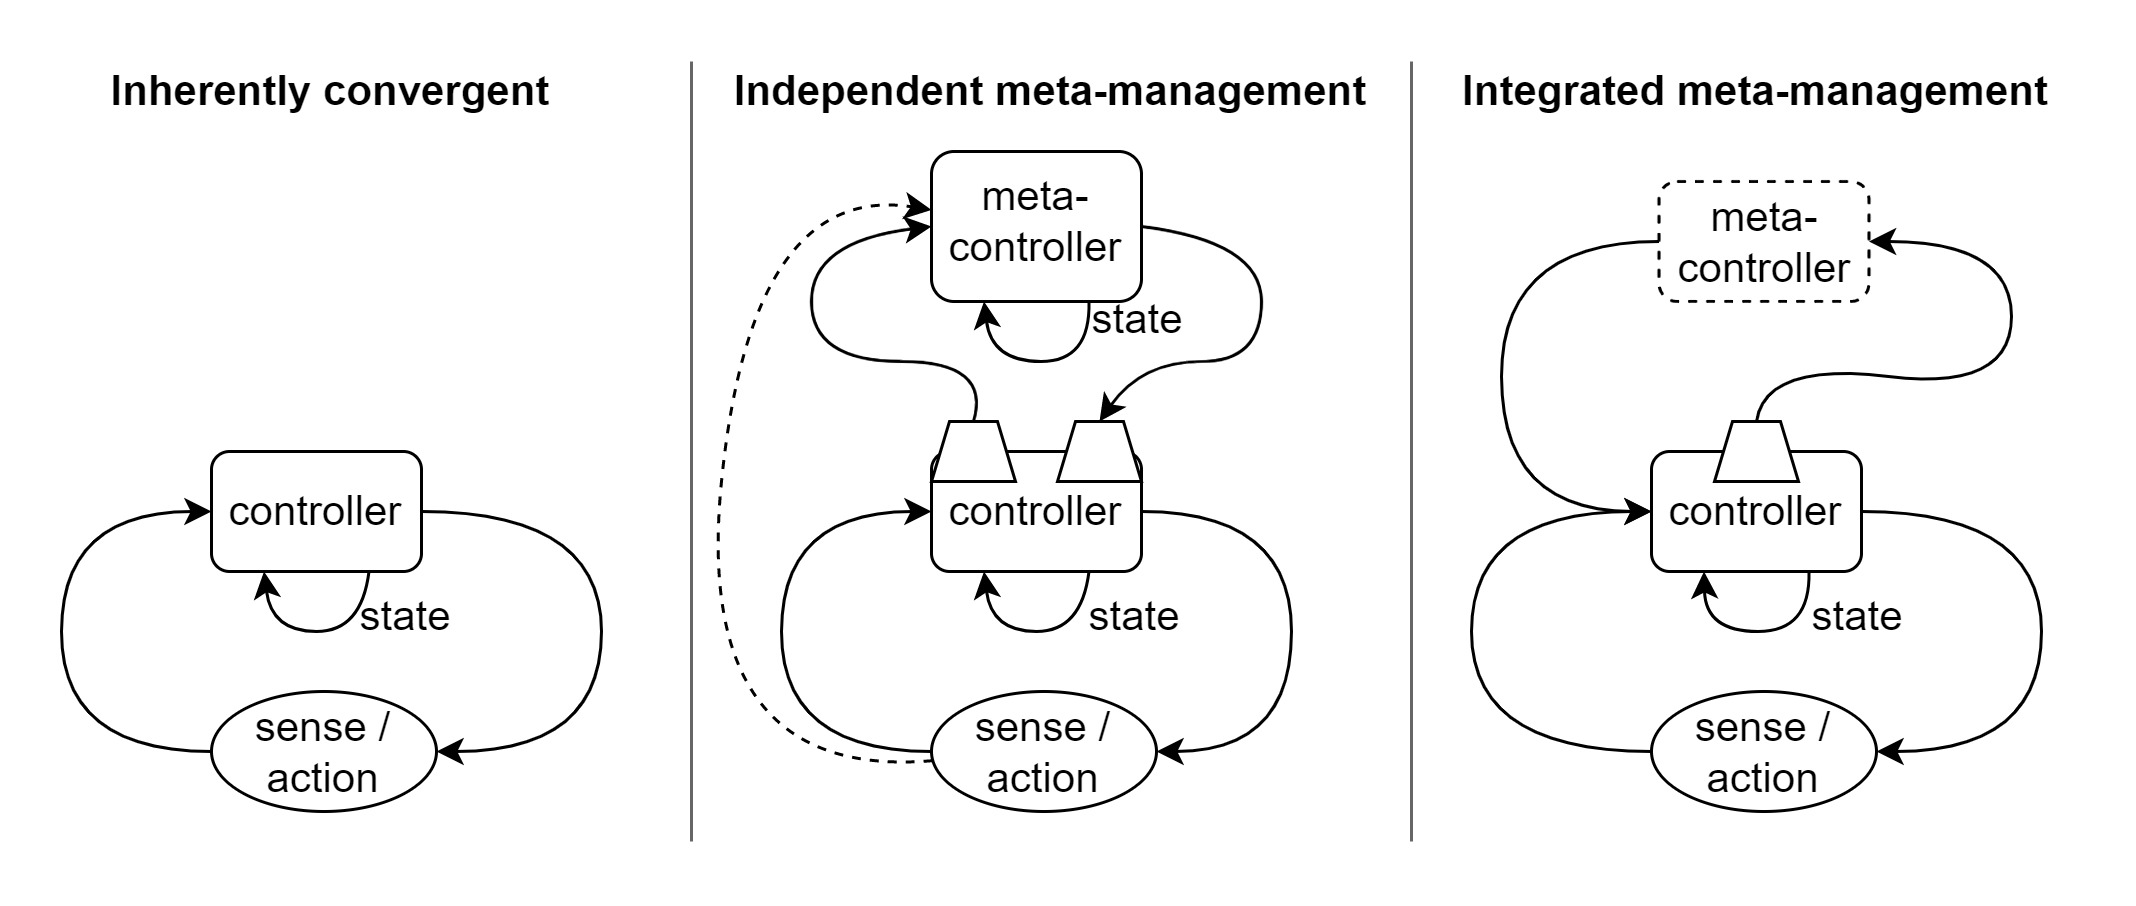 Inherently convergent
controller
state
sense /
action
Independent meta-management
meta-
controller
state
controller
state
sense /
action
Integrated meta-management
meta-
controller
controller
state
sense /
action